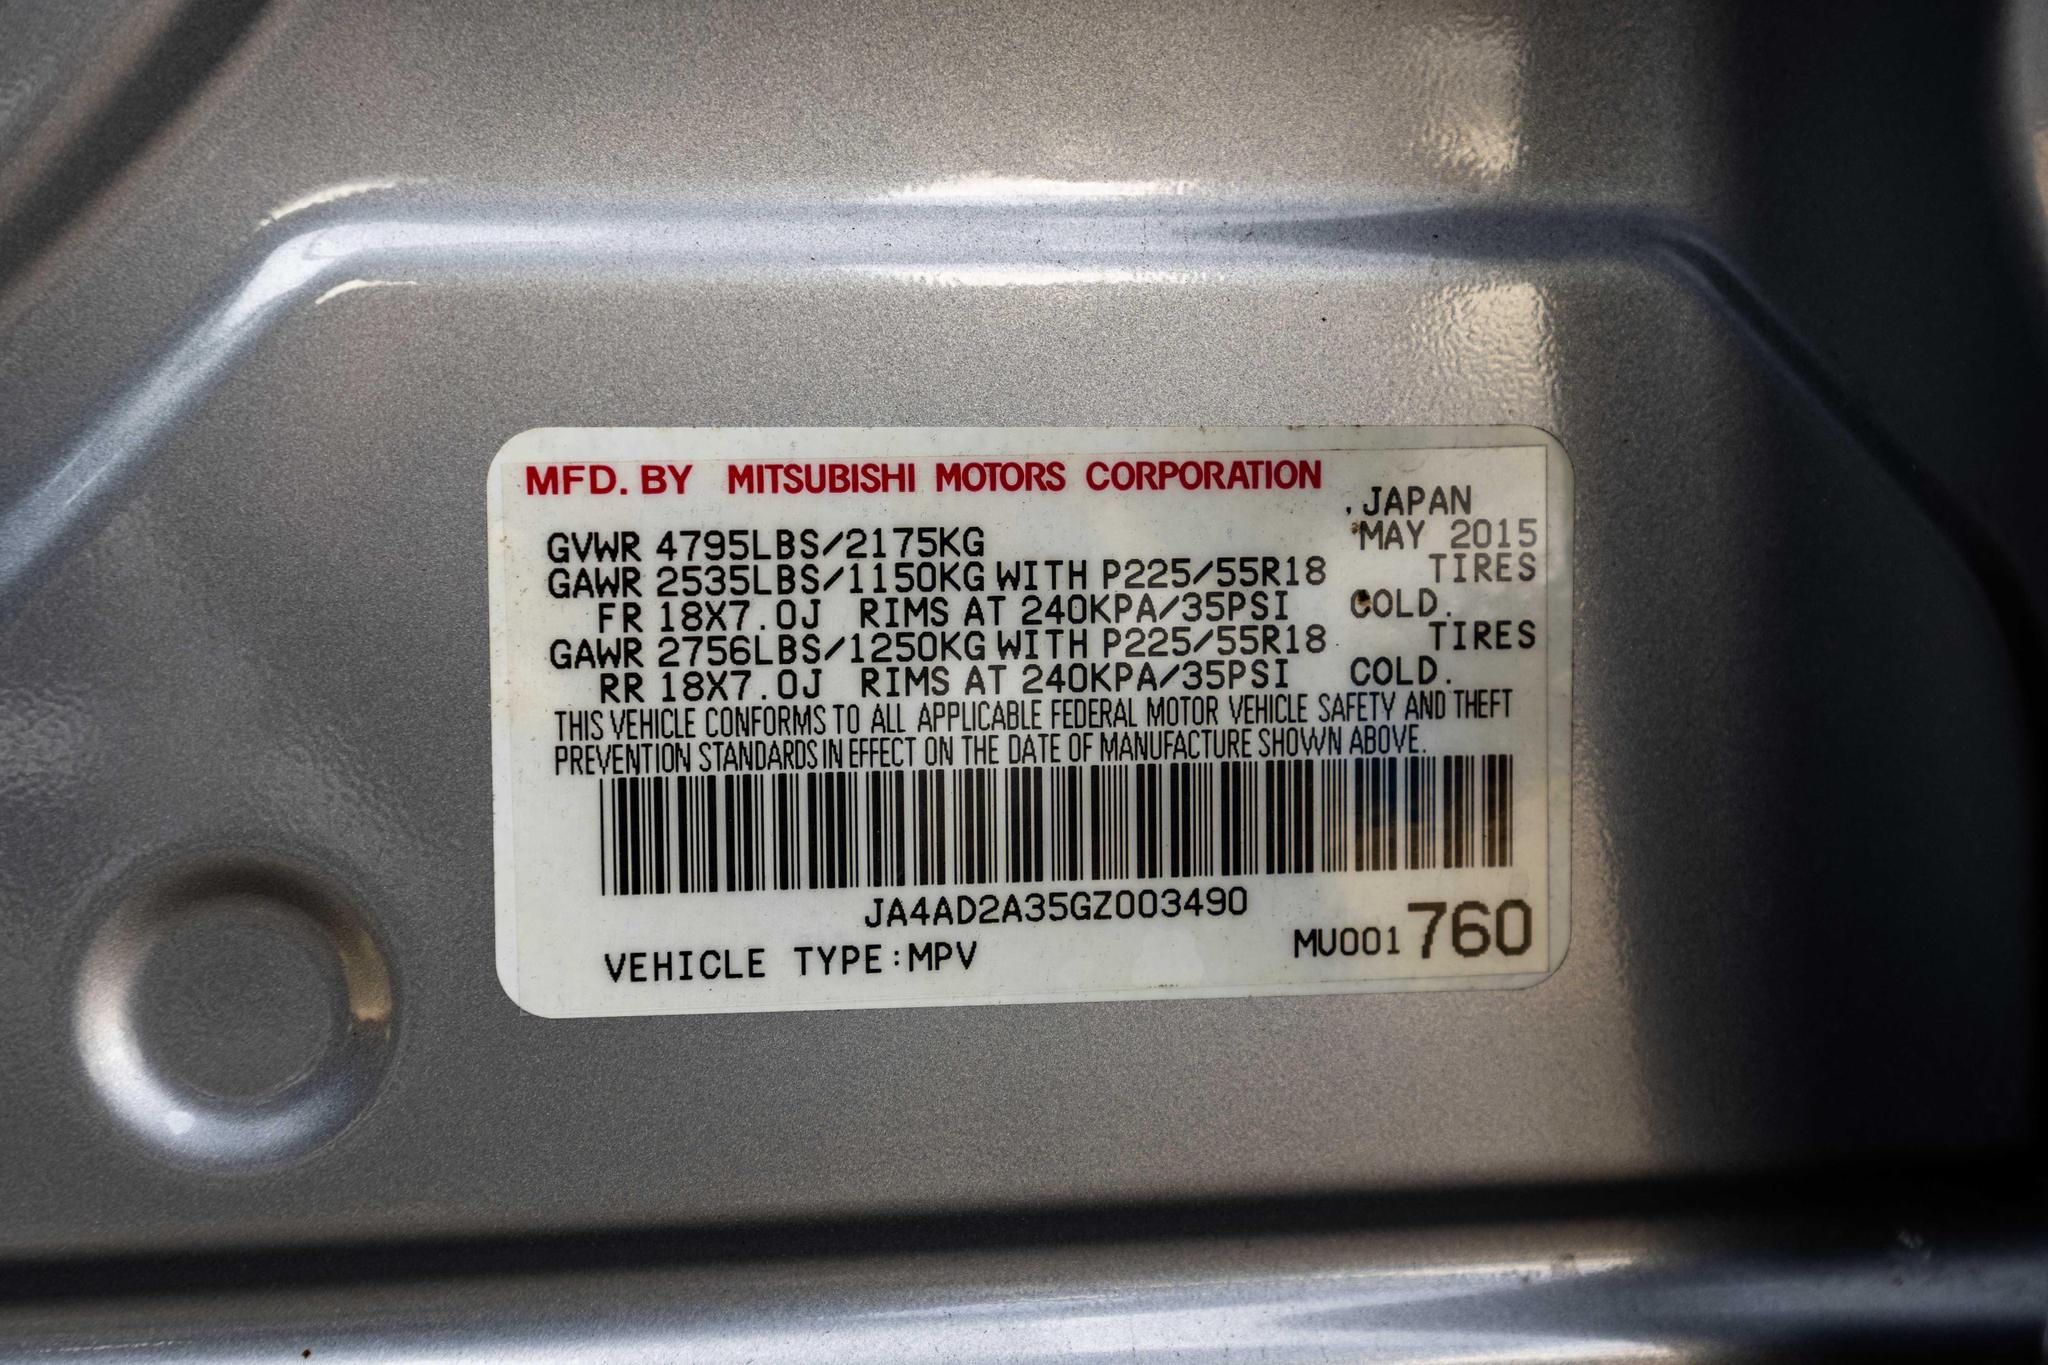 MFD. BY MITSUBISHI MOTORS CORPORATION
JAPAN
GVWR 4795LBS/2175KG MAY 2015
GAWR 2535LBS/1150KG WITH P225/55R18 TIRES
FR 18X7.0J RIMS AT 240KPA/35PSI COLD.
GAWR 2756LBS/1250KG WITH P225/55R18 TIRES
RR 18X7.0J RIMS AT 240KPA/35PSI COLD.
THIS VEHICLE CONFORMS TO ALL APPLICABLE FEDERAL MOTOR VEHICLE SAFETY AND THEFT
PREVENTION STANDARDS IN EFFECT ON THE DATE OF MANUFACTURE SHOWN ABOVE.
JA4AD2A35GZ003490
VEHICLE TYPE:MPV MU001760